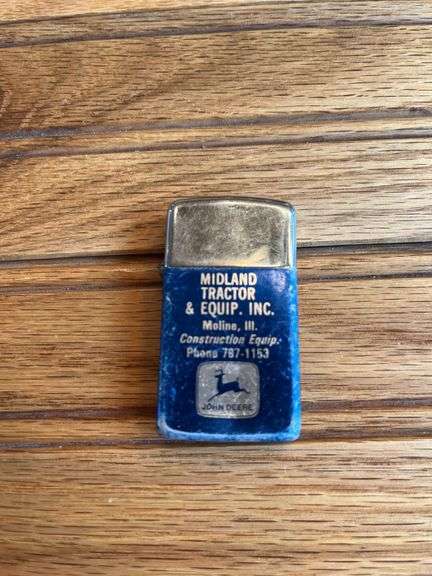 MIDLAND
TRACTOR
& EQUIP. INC.
Moline, Ill.
Construction Equip.
Phone 787-1153
JOHN DEERE